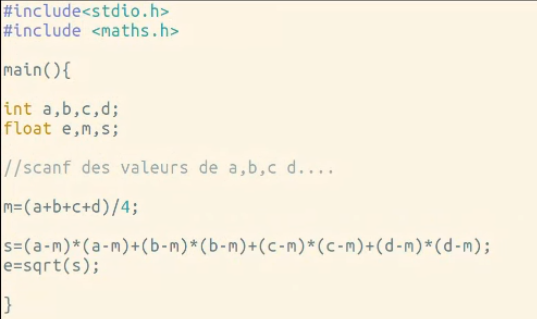 #include<stdio.h>
#include <maths.h>
main(){
int a,b,c,d;
float e,m,s;
//scanf des valeurs de a,b,c d....
m=(a+b+c+d)/4;
s=(a-m)*(a-m)+(b-m)*(b-m)+(c-m)*(c-m)+(d-m)*(d-m);
e=sqrt(s);
}